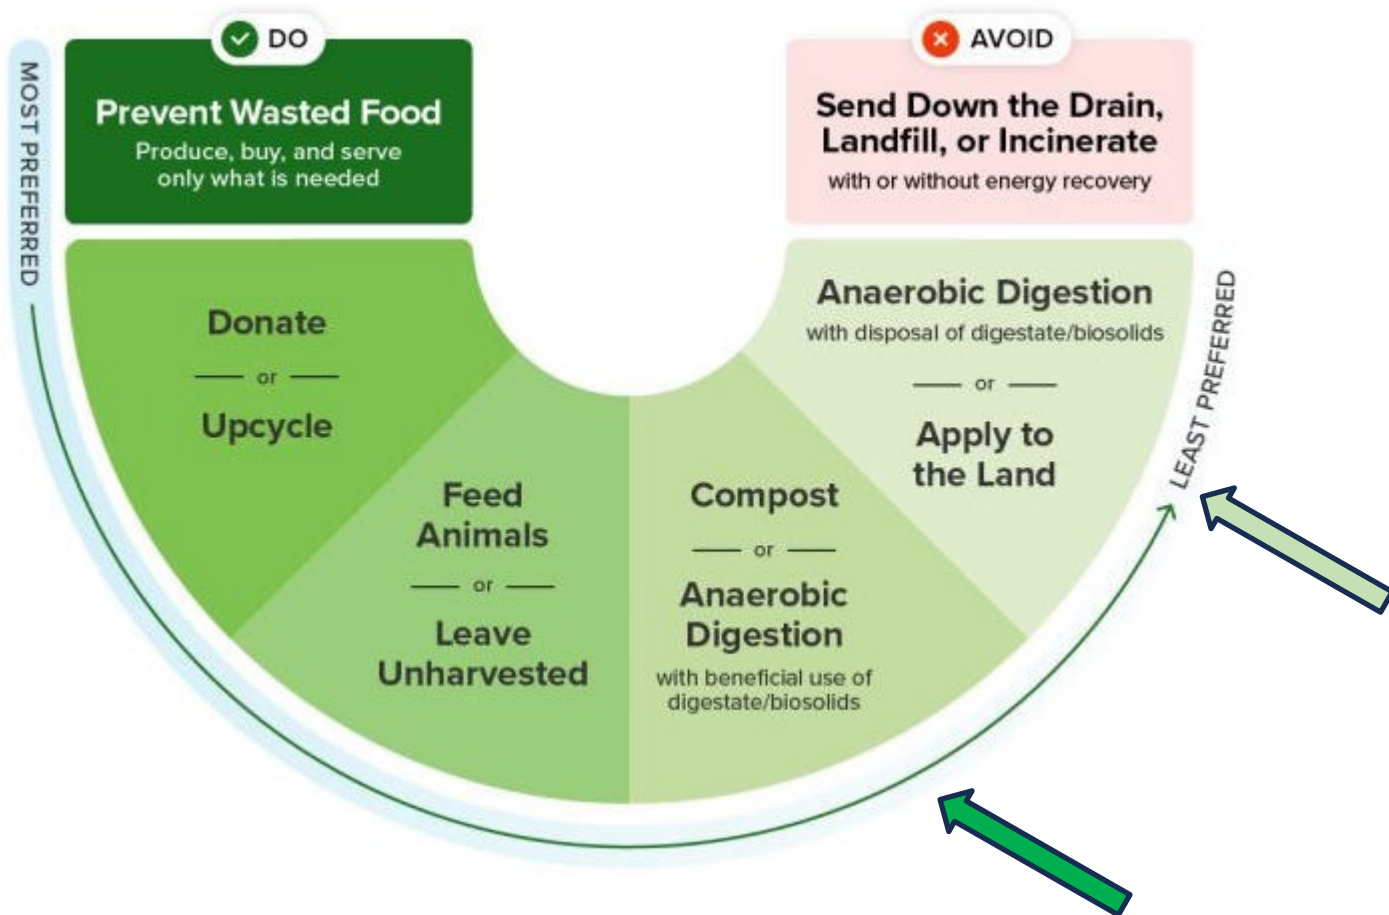 MOST PREFERRED
DO
Prevent Wasted Food
Produce, buy, and serve
only what is needed
AVOID
Send Down the Drain,
Landfill, or Incinerate
with or without energy recovery
Donate
or
Upcycle
Feed
Animals
or
Leave
Unharvested
Compost
or
Anaerobic
Digestion
with beneficial use of
digestate/biosolids
Anaerobic Digestion
with disposal of digestate/biosolids
or
Apply to
the Land
LEAST PREFERRED